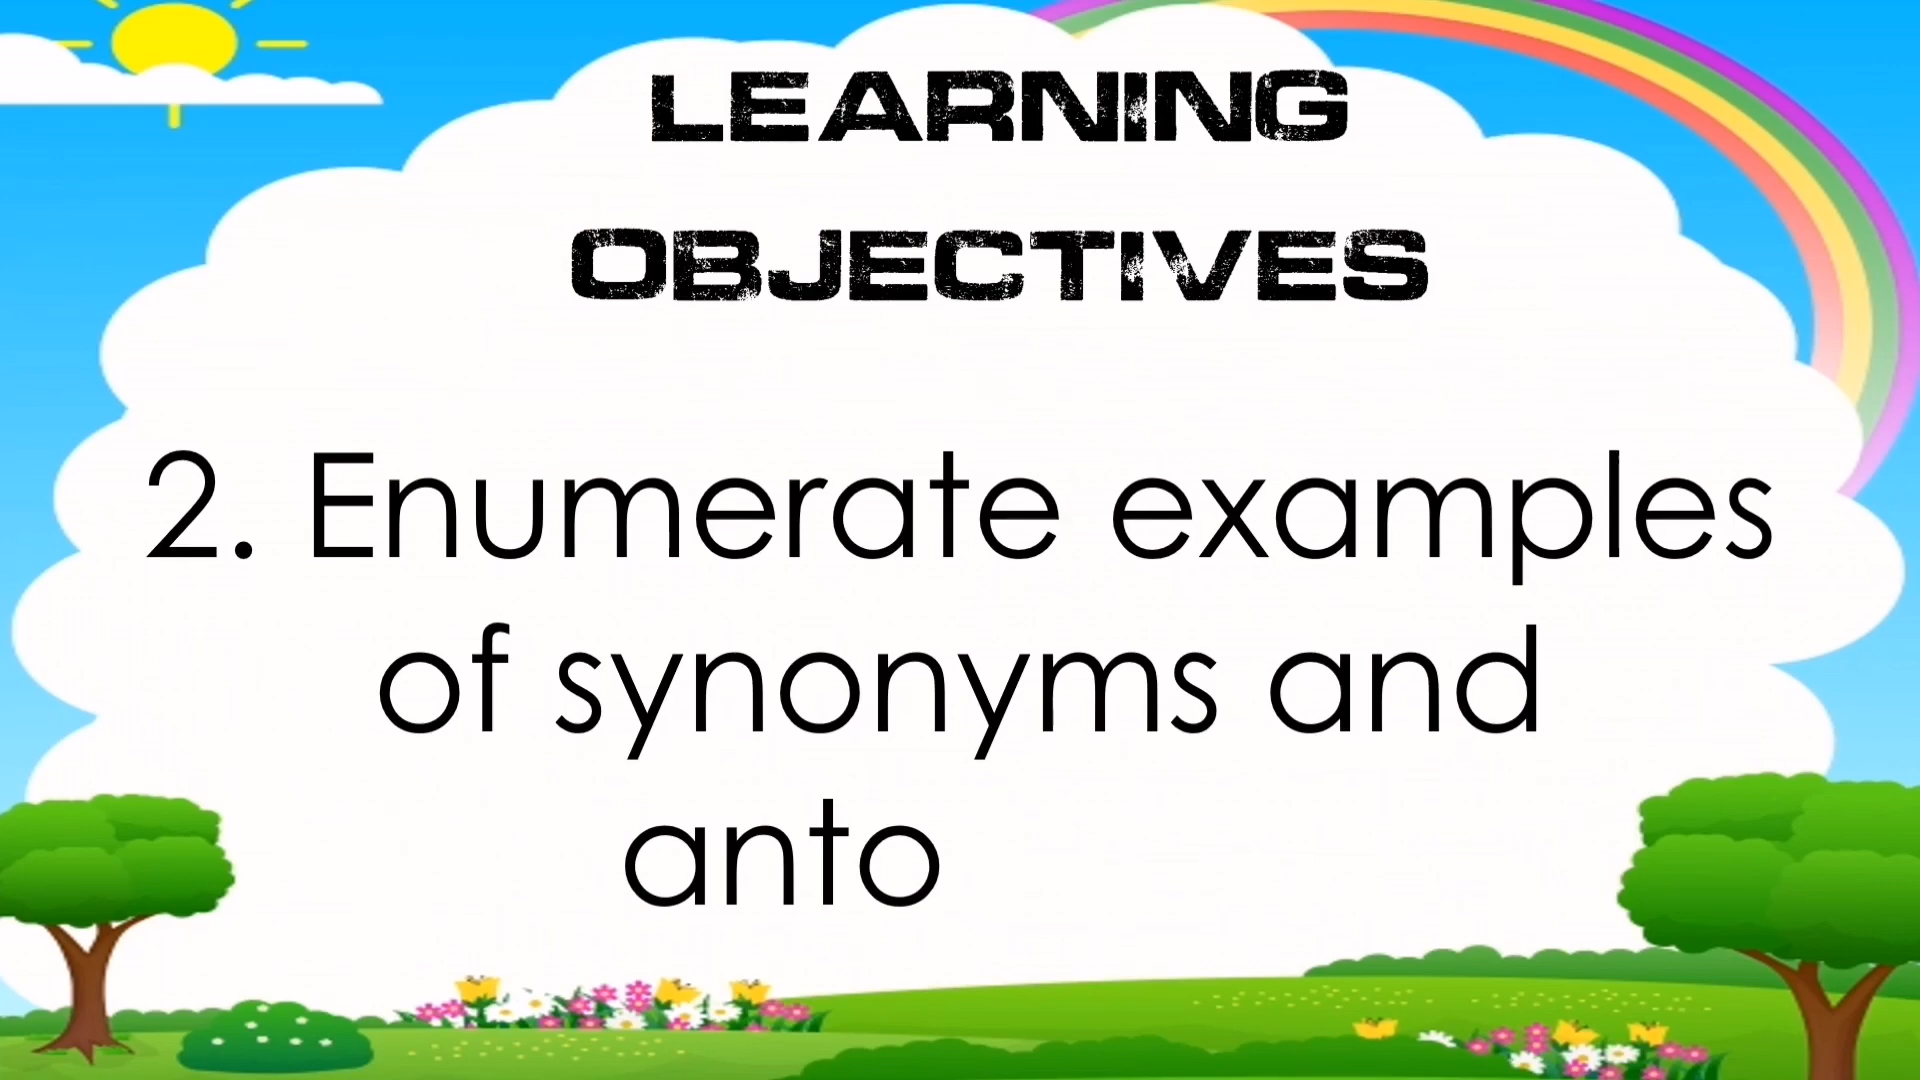 LEARNING
OBJECTIVES
2. Enumerate examples
of synonyms and
anto